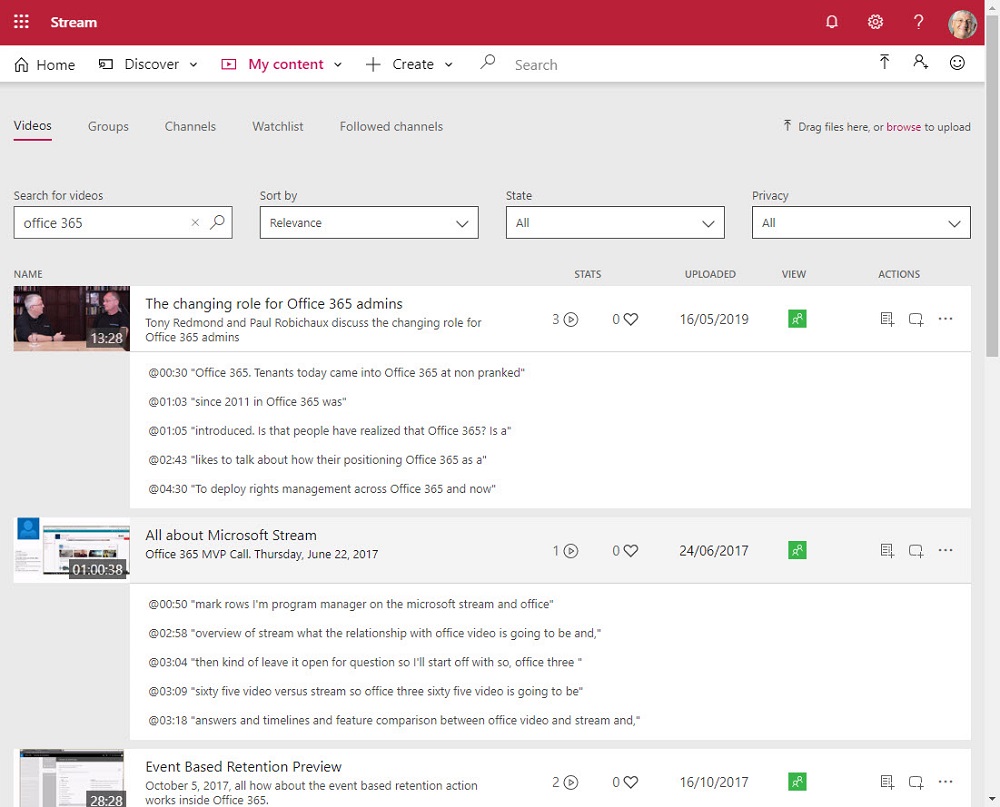 Stream
Home Discover My content Create Search
Videos Groups Channels Watchlist Followed channels Drag files here, or browse to upload
Search for videos Sort by State Privacy
office 365 Relevance All All
NAME STATS UPLOADED VIEW ACTIONS
The changing role for Office 365 admins
Tony Redmond and Paul Robichaux discuss the changing role for
Office 365 admins
13:28
3 0 16/05/2019
@00:30 "Office 365. Tenants today came into Office 365 at non pranked"
@01:03 "since 2011 in Office 365 was"
@01:05 "introduced. Is that people have realized that Office 365? Is a"
@02:43 "likes to talk about how their positioning Office 365 as a"
@04:30 "To deploy rights management across Office 365 and now"
All about Microsoft Stream
Office 365 MVP Call. Thursday, June 22, 2017
01:00:38
1 0 24/06/2017
@00:50 "mark rows I'm program manager on the microsoft stream and office"
@02:58 "overview of stream what the relationship with office video is going to be and,"
@03:04 "then kind of leave it open for question so I'll start off with so, office three "
@03:09 "sixty five video versus stream so office three sixty five video is going to be"
@03:18 "answers and timelines and feature comparison between office video and stream and,"
Event Based Retention Preview
October 5, 2017, all how about the event based retention action
works inside Office 365.
28:28
2 0 16/10/2017